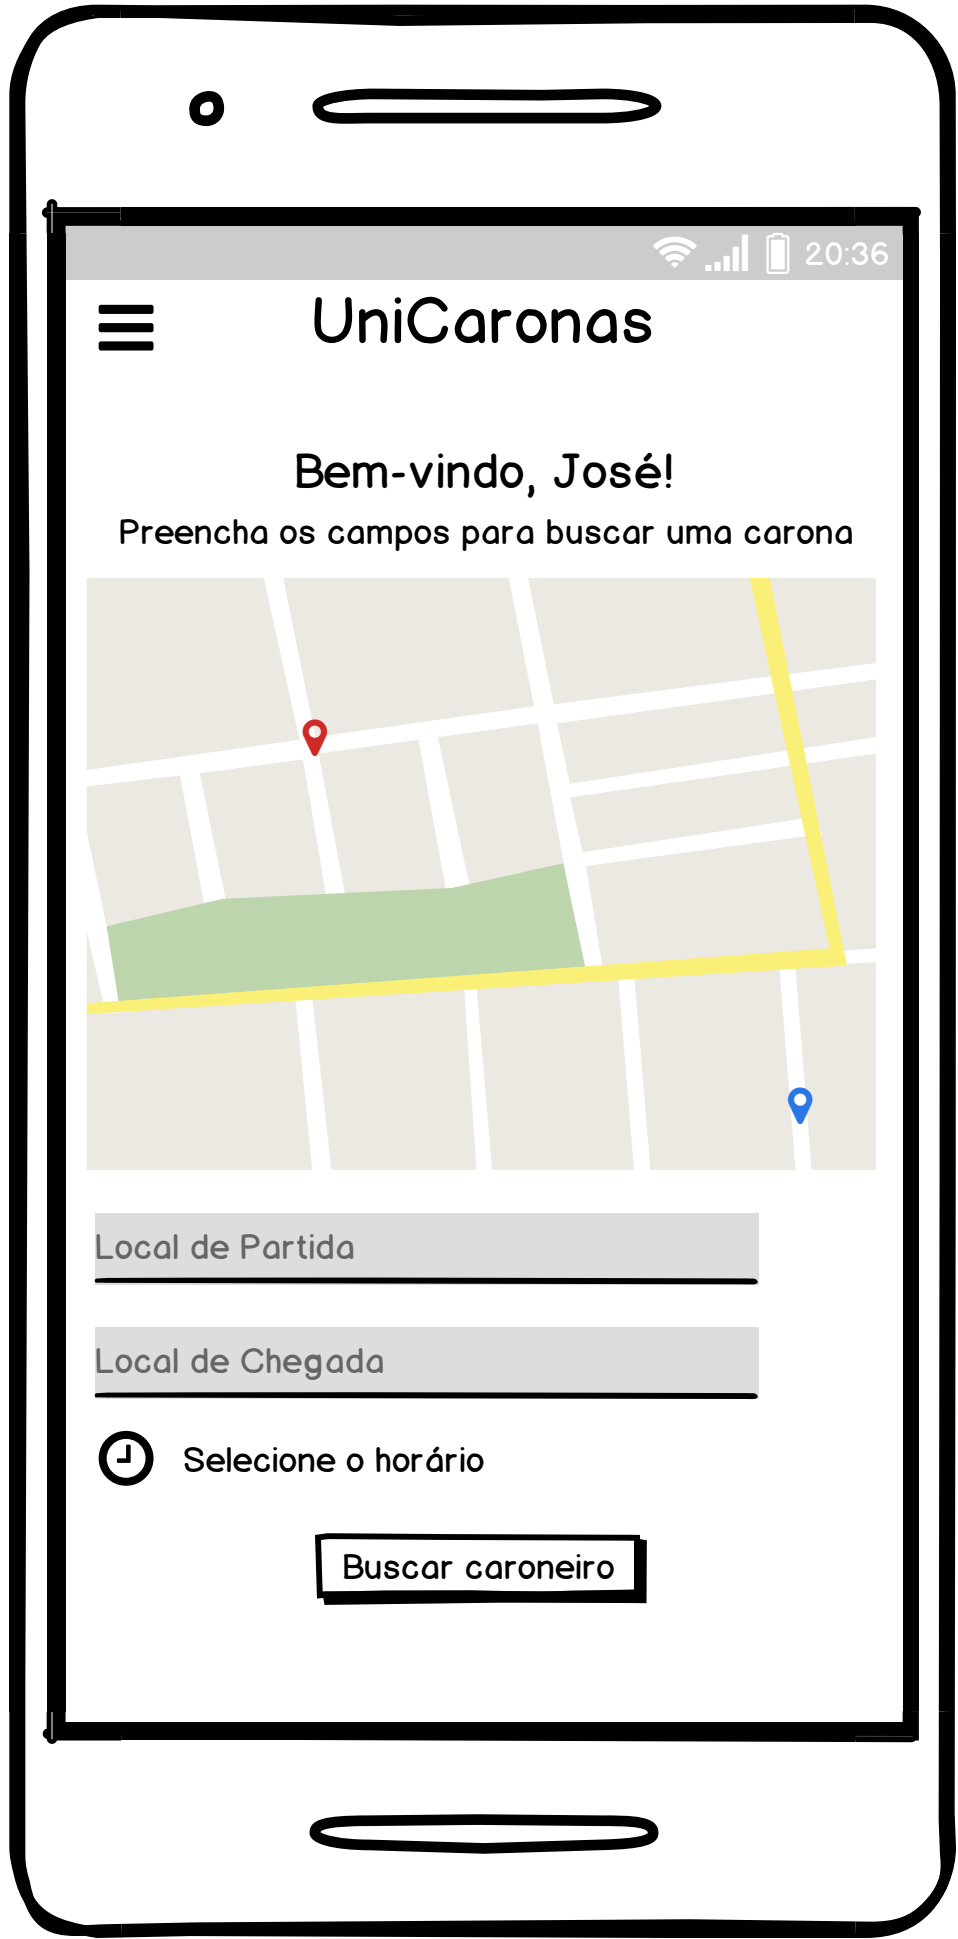 20:36
UniCaronas
Bem-vindo, José!
Preencha os campos para buscar uma carona
Local de Partida
Local de Chegada
Selecione o horário
Buscar caroneiro